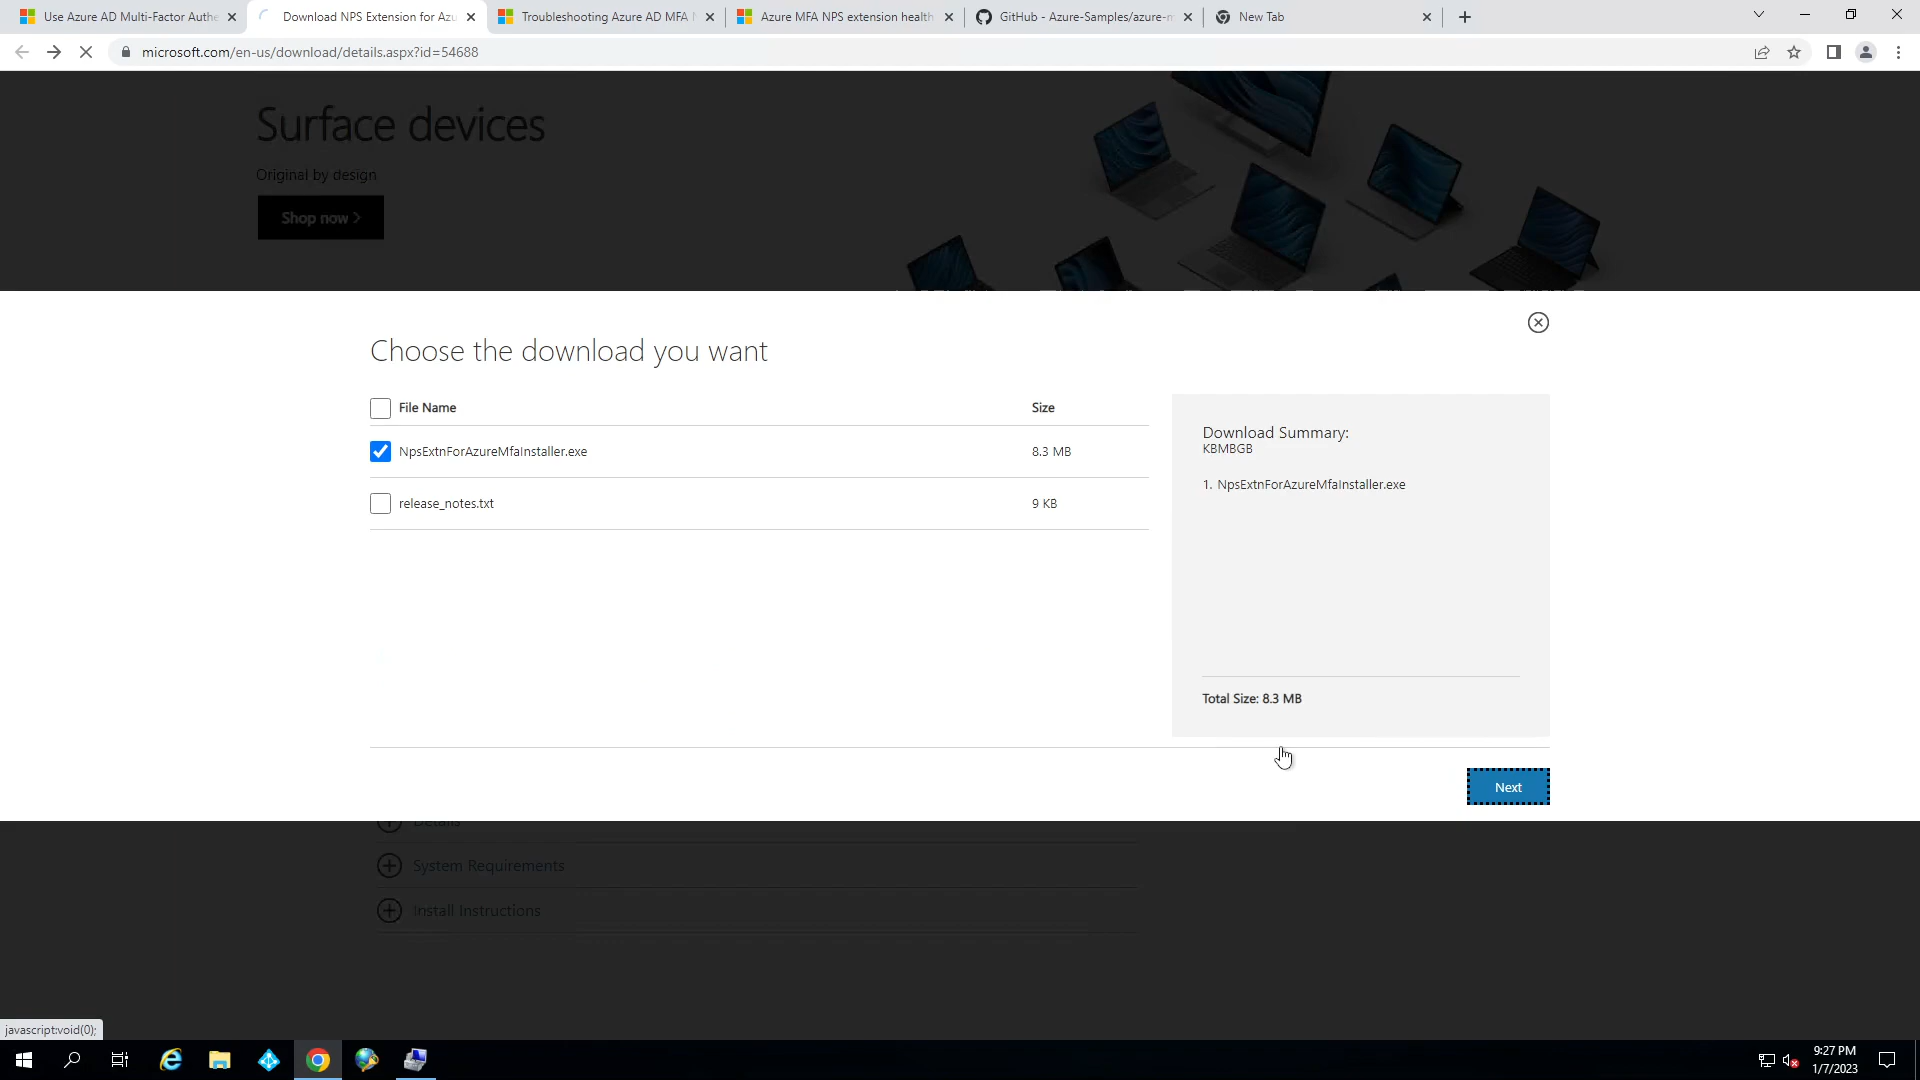 Use Azure AD Multi-Factor Authe
Download NPS Extension for Azu
Troubleshooting Azure AD MFA N
Azure MFA NPS extension health
GitHub - Azure-Samples/azure-m
New Tab
microsoft.com/en-us/download/details.aspx?id=54688
Surface devices
Original by design
Shop now >
Choose the download you want
File Name
Size
NpsExtnForAzureMfaInstaller.exe
8.3 MB
release_notes.txt
9 KB
Download Summary:
KBMBGB
1. NpsExtnForAzureMfaInstaller.exe
Total Size: 8.3 MB
Next
Details
System Requirements
Install Instructions
javascript:void(0);
9:27 PM
1/7/2023